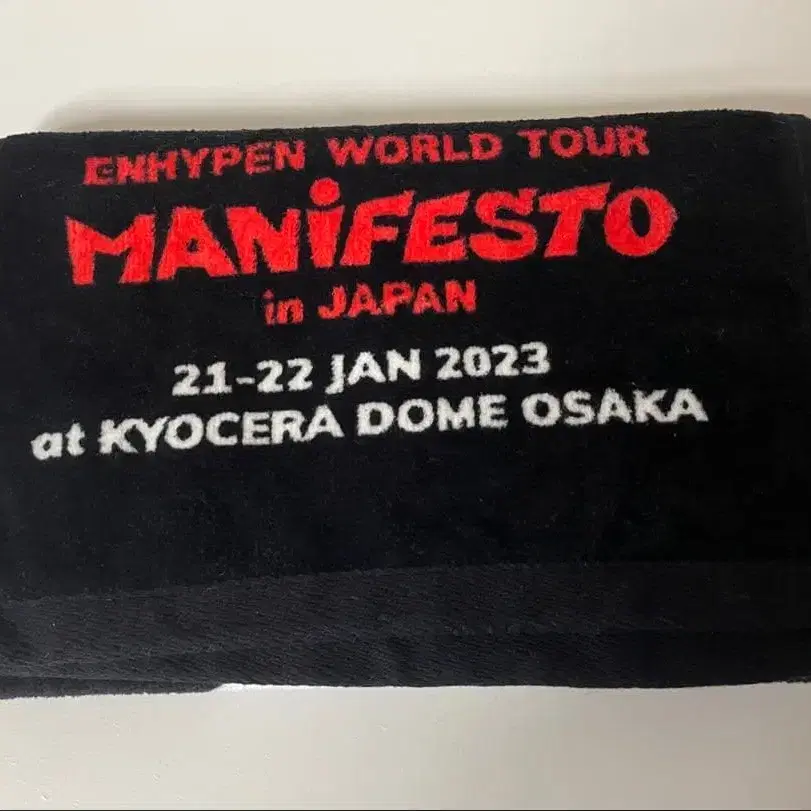 ENHYPEN WORLD TOUR
MANiFESTO
in JAPAN
21-22 JAN 2023
at KYOCERA DOME OSAKA